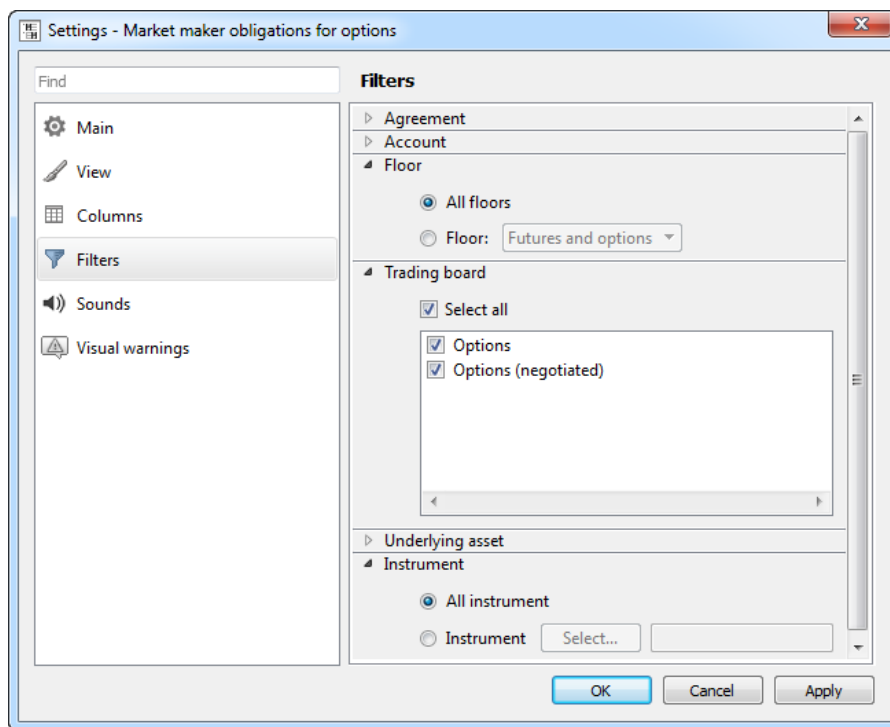 Settings - Market maker obligations for options
Find
Filters
Main
View
Columns
Filters
Sounds
Visual warnings
Agreement
Account
Floor
All floors
Floor: Futures and options
Trading board
Select all
Options
Options (negotiated)
Underlying asset
Instrument
All instrument
Instrument Select...
OK Cancel Apply